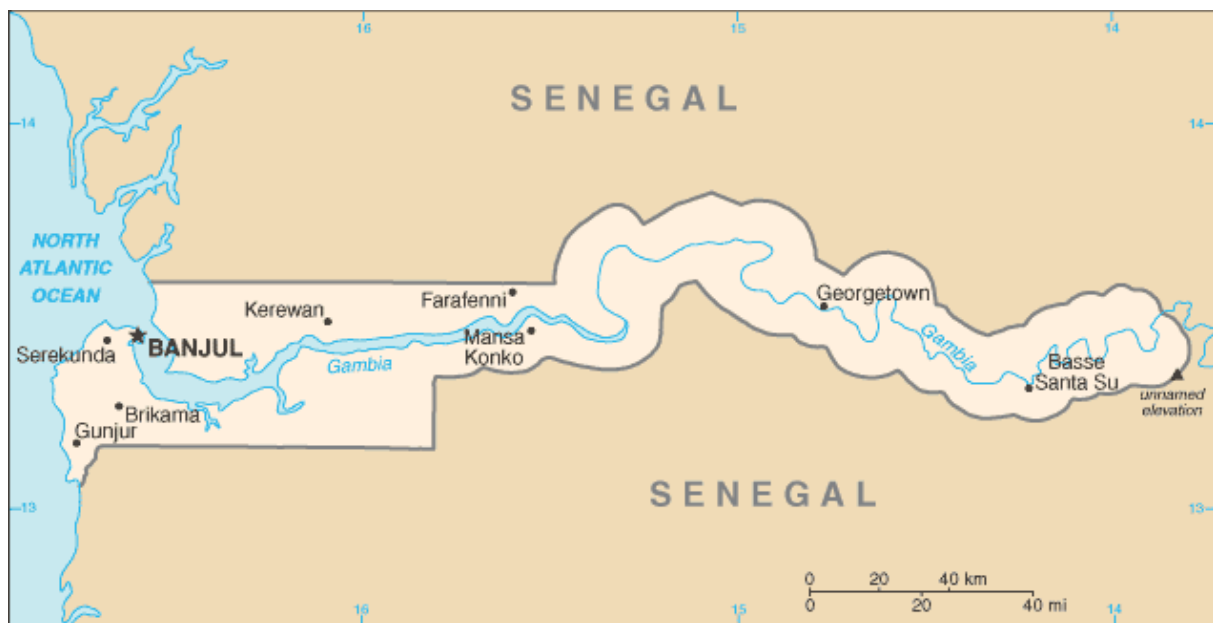 16
15
14
SENEGAL
14
14
NORTH
ATLANTIC
OCEAN
Georgetown
Farafenni
Kerewan
Mansa
Konko
BANJUL
Serekunda
Gambia
Gambia
Basse
Santa Su
unnamed
elevation
Brikama
Gunjur
SENEGAL
13
13
0 20 40 km
0 20 40 mi
16
15
14